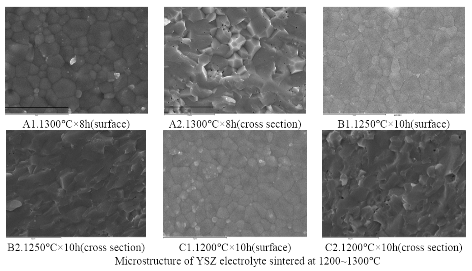 A1.1300°C×8h(surface) A2.1300°C×8h(cross section) B1.1250°C×10h(surface)
B2.1250°C×10h(cross section) C1.1200°C×10h(surface) C2.1200°C×10h(cross section)
Microstructure of YSZ electrolyte sintered at 1200~1300°C